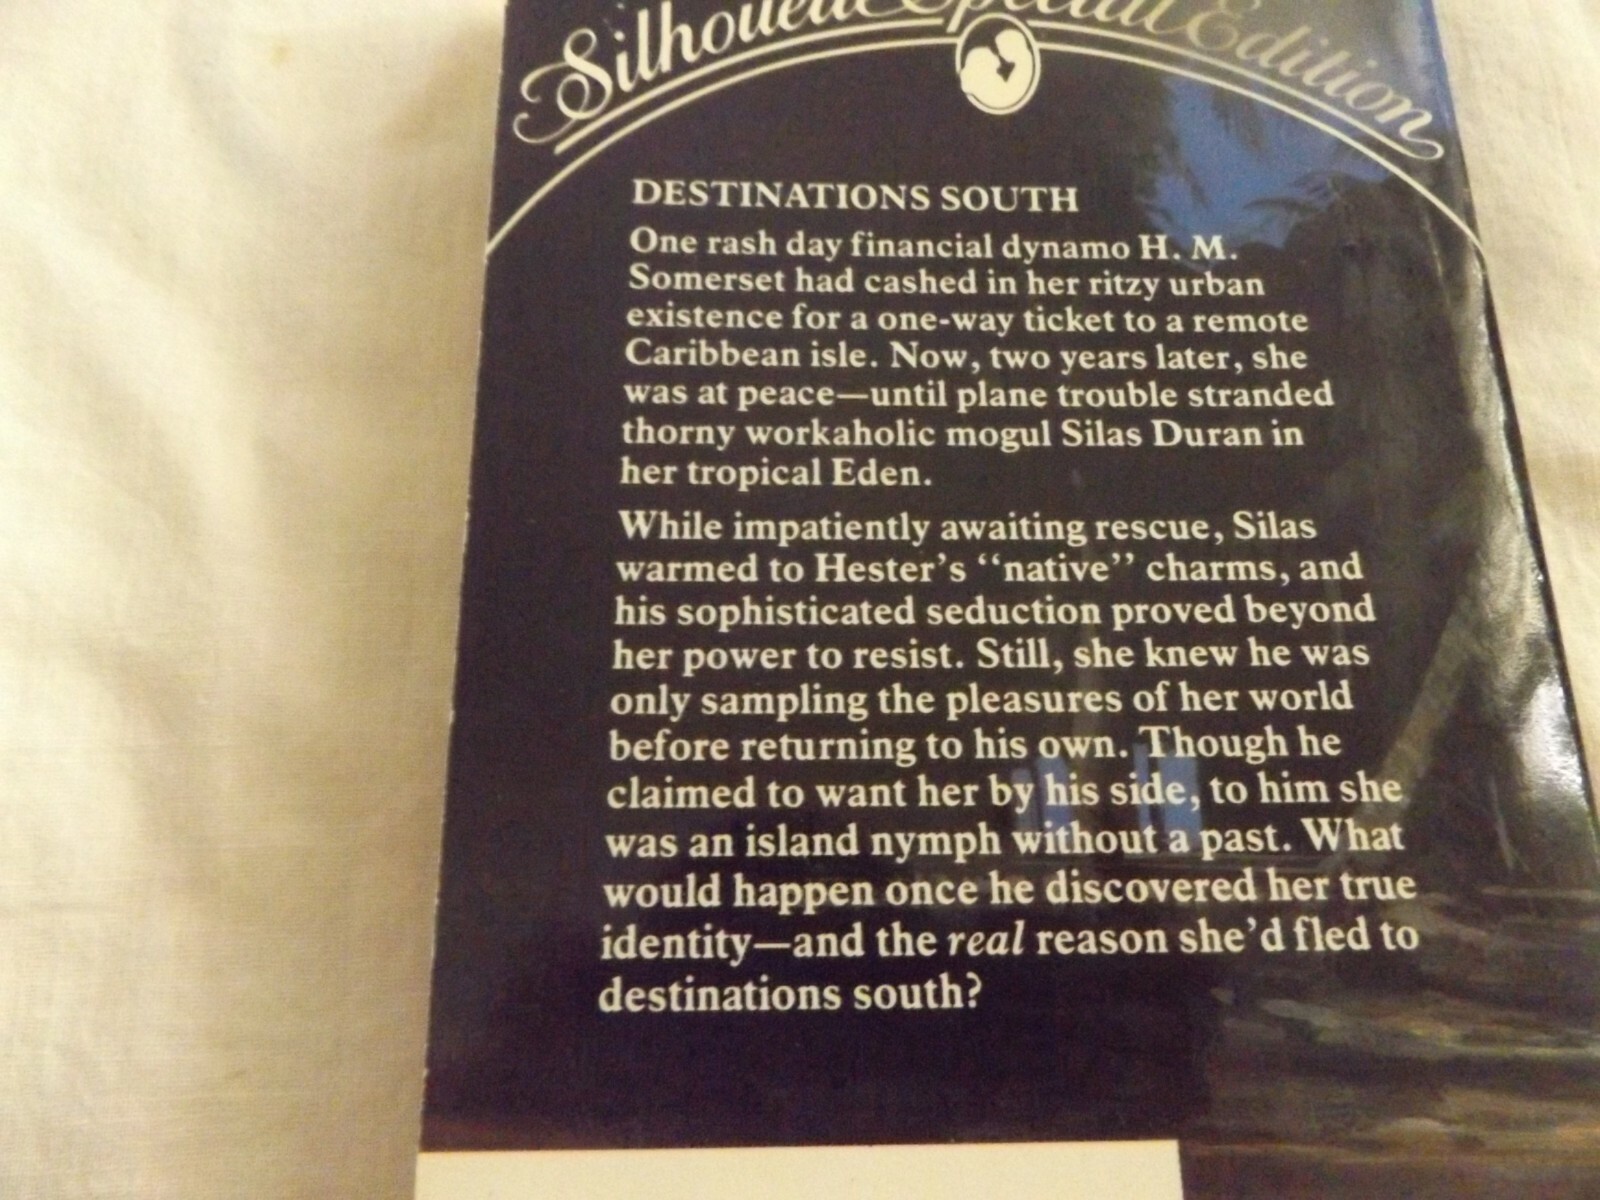 Silhouette Special Edition
DESTINATIONS SOUTH
One rash day financial dynamo H. M.
Somerset had cashed in her ritzy urban
existence for a one-way ticket to a remote
Caribbean isle. Now, two years later, she
was at peace—until plane trouble stranded
thorny workaholic mogul Silas Duran in
her tropical Eden.
While impatiently awaiting rescue, Silas
warmed to Hester's “native” charms, and
his sophisticated seduction proved beyond
her power to resist. Still, she knew he was
only sampling the pleasures of her world
before returning to his own. Though he
claimed to want her by his side, to him she
was an island nymph without a past. What
would happen once he discovered her true
identity—and the real reason she'd fled to
destinations south?